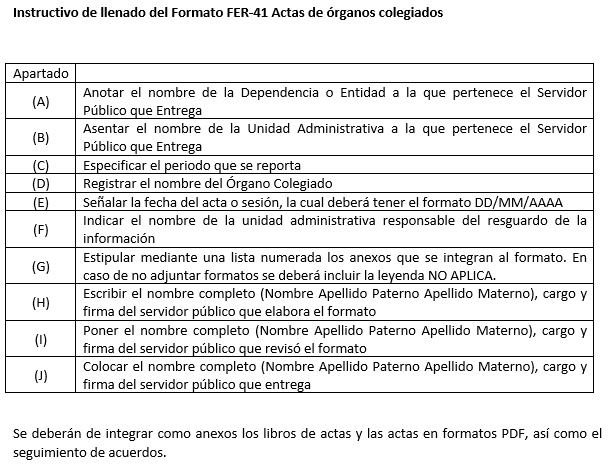 Instructivo de llenado del Formato FER-41 Actas de órganos colegiados
Apartado
(A)
Anotar el nombre de la Dependencia o Entidad a la que pertenece el Servidor
Público que Entrega
(B)
Asentar el nombre de la Unidad Administrativa a la que pertenece el Servidor
Público que Entrega
(C)
Especificar el periodo que se reporta
(D)
Registrar el nombre del Órgano Colegiado
(E)
Señalar la fecha del acta o sesión, la cual deberá tener el formato DD/MM/AAAA
(F)
Indicar el nombre de la unidad administrativa responsable del resguardo de la
información
(G)
Estipular mediante una lista numerada los anexos que se integran al formato. En
caso de no adjuntar formatos se deberá incluir la leyenda NO APLICA.
(H)
Escribir el nombre completo (Nombre Apellido Paterno Apellido Materno), cargo y
firma del servidor público que elabora el formato
(I)
Poner el nombre completo (Nombre Apellido Paterno Apellido Materno), cargo y
firma del servidor público que revisó el formato
(J)
Colocar el nombre completo (Nombre Apellido Paterno Apellido Materno), cargo y
firma del servidor público que entrega
Se deberán de integrar como anexos los libros de actas y las actas en formatos PDF, así como el
seguimiento de acuerdos.